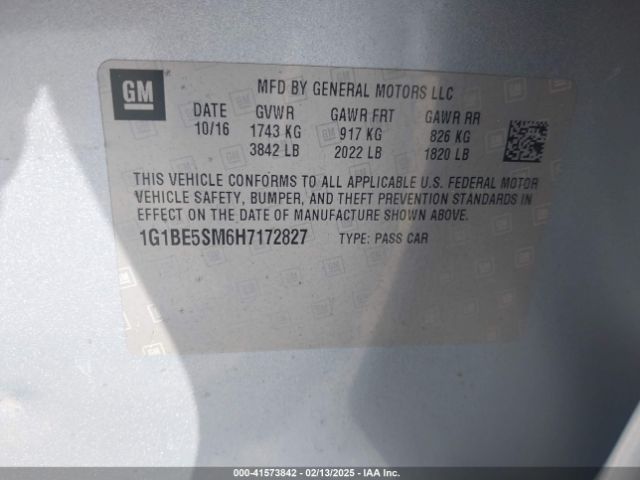 GM
MFD BY GENERAL MOTORS LLC
DATE GVWR GAWR FRT GAWR RR
10/16 1743 KG 917 KG 826 KG
3842 LB 2022 LB 1820 LB
THIS VEHICLE CONFORMS TO ALL APPLICABLE U.S. FEDERAL MOTOR
VEHICLE SAFETY, BUMPER, AND THEFT PREVENTION STANDARDS IN
EFFECT ON THE DATE OF MANUFACTURE SHOWN ABOVE.
1G1BE5SM6H7172827 TYPE: PASS CAR
000-41573842 - 02/13/2025 - IAA Inc.